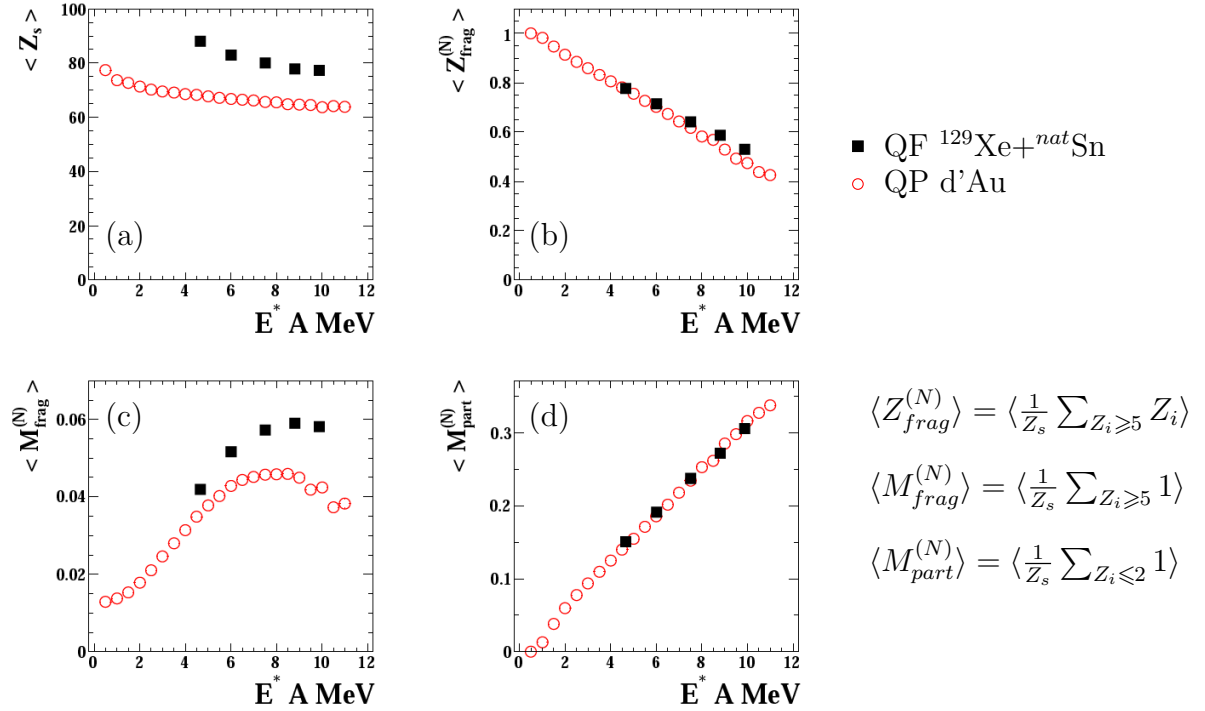 < Z_s >
100
80
60
40
20
0
(a)
0 2 4 6 8 10 12
E* A MeV
< Z_frag^(N) >
1
0.8
0.6
0.4
0.2
0
(b)
0 2 4 6 8 10 12
E* A MeV
■ QF ¹²⁹Xe+ⁿᵃᵗSn
○ QP d'Au
< M_frag^(N) >
0.06
0.04
0.02
0
(c)
0 2 4 6 8 10 12
E* A MeV
< M_part^(N) >
0.3
0.2
0.1
0
(d)
0 2 4 6 8 10 12
E* A MeV
⟨Z_frag^(N)⟩ = ⟨1/Z_s ∑_{Z_i⩾5} Z_i⟩
⟨M_frag^(N)⟩ = ⟨1/Z_s ∑_{Z_i⩾5} 1⟩
⟨M_part^(N)⟩ = ⟨1/Z_s ∑_{Z_i⩽2} 1⟩